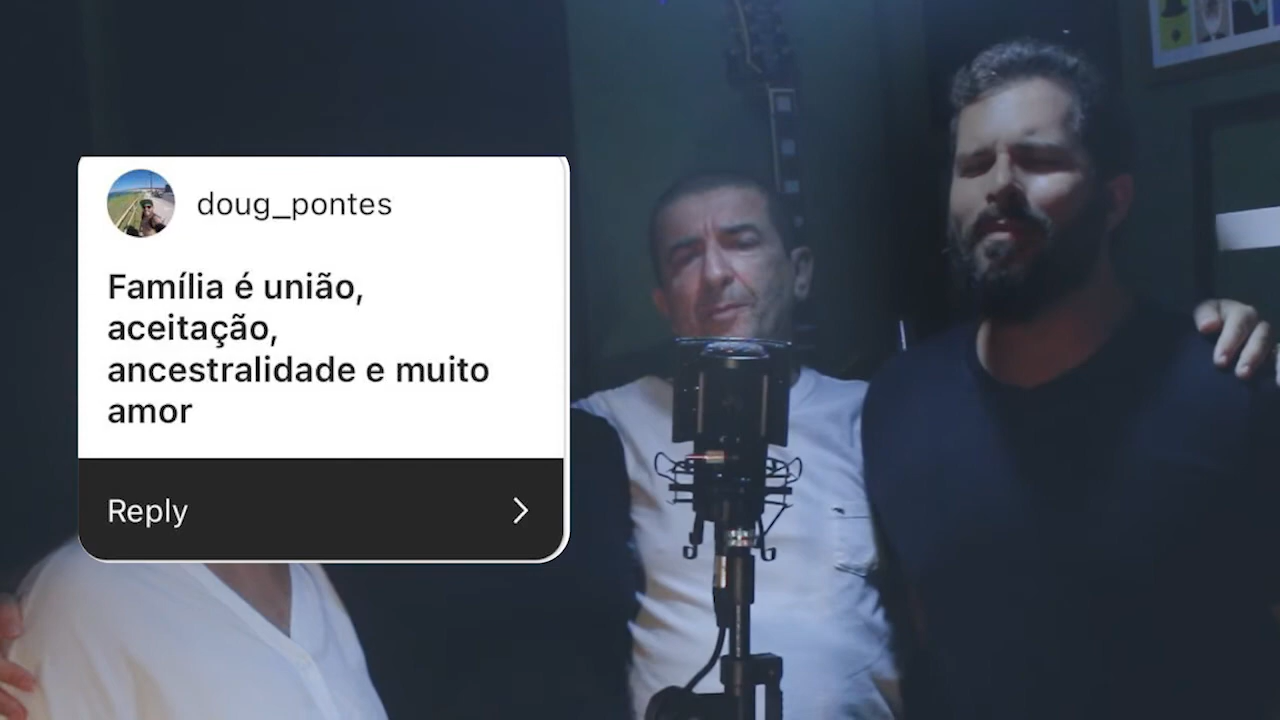 doug_pontes
Família é união,
aceitação,
ancestralidade e muito
amor
Reply